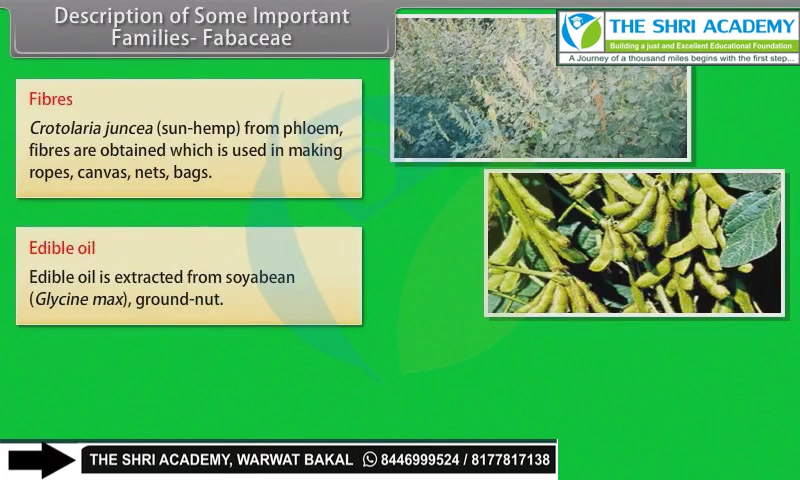 Description of Some Important
Families- Fabaceae
THE SHRI ACADEMY
Building a just and Excellent Educational Foundation
A Journey of a thousand miles begins with the first step...
Fibres
Crotolaria juncea (sun-hemp) from phloem,
fibres are obtained which is used in making
ropes, canvas, nets, bags.
Edible oil
Edible oil is extracted from soyabean
(Glycine max), ground-nut.
THE SHRI ACADEMY, WARWAT BAKAL 8446999524 / 8177817138